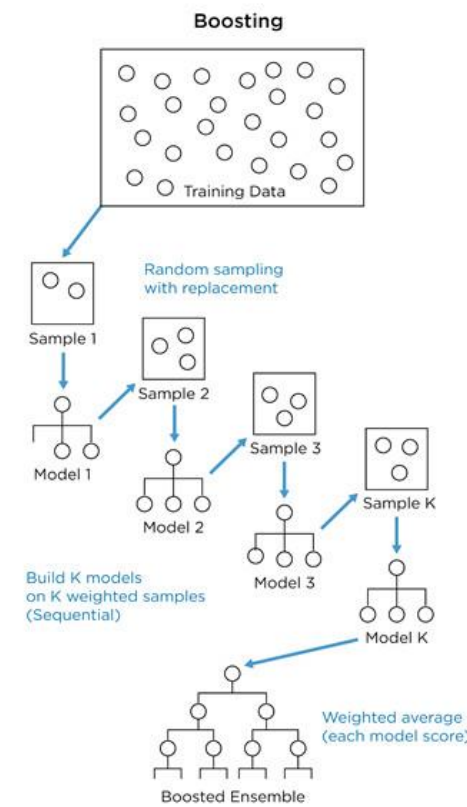 Boosting
Training Data
Random sampling
with replacement
Sample 1
Sample 2
Model 1
Sample 3
Model 2
Sample K
Model 3
Build K models
on K weighted samples
(Sequential)
Model K
Weighted average
(each model score)
Boosted Ensemble